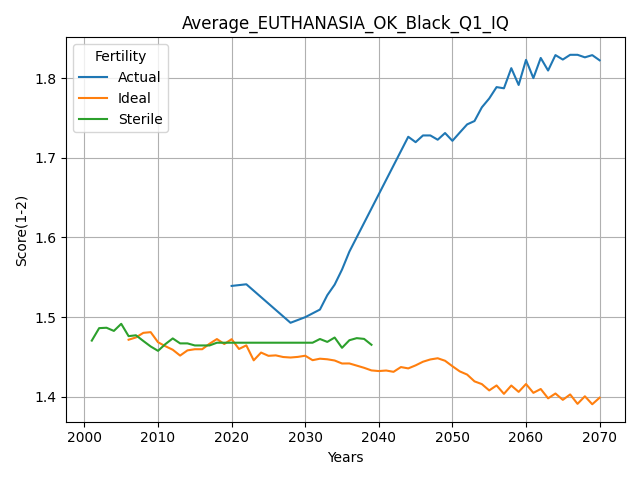 Average_EUTHANASIA_OK_Black_Q1_IQ
Fertility
Actual
Ideal
Sterile
Score(1-2)
1.8
1.7
1.6
1.5
1.4
2000 2010 2020 2030 2040 2050 2060 2070
Years